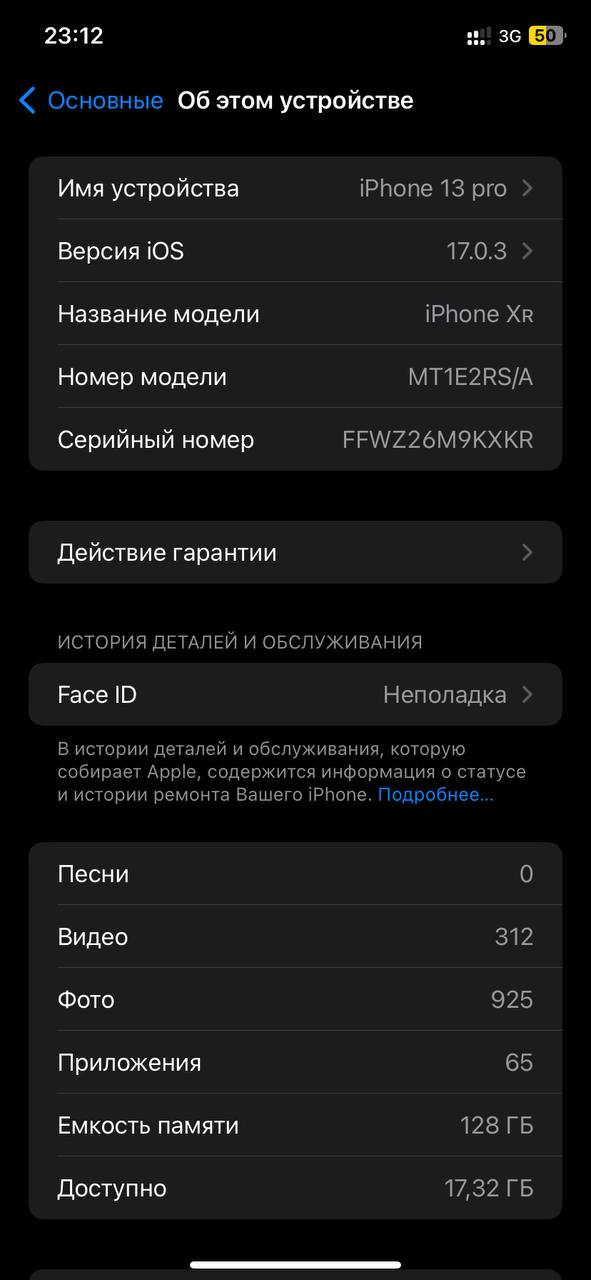 23:12 3G 50
Основные Об этом устройстве
Имя устройства iPhone 13 pro
Версия iOS 17.0.3
Название модели iPhone Xʀ
Номер модели MT1E2RS/A
Серийный номер FFWZ26M9KXKR
Действие гарантии
ИСТОРИЯ ДЕТАЛЕЙ И ОБСЛУЖИВАНИЯ
Face ID Неполадка
В истории деталей и обслуживания, которую
собирает Apple, содержится информация о статусе
и истории ремонта Вашего iPhone. Подробнее...
Песни 0
Видео 312
Фото 925
Приложения 65
Емкость памяти 128 ГБ
Доступно 17,32 ГБ